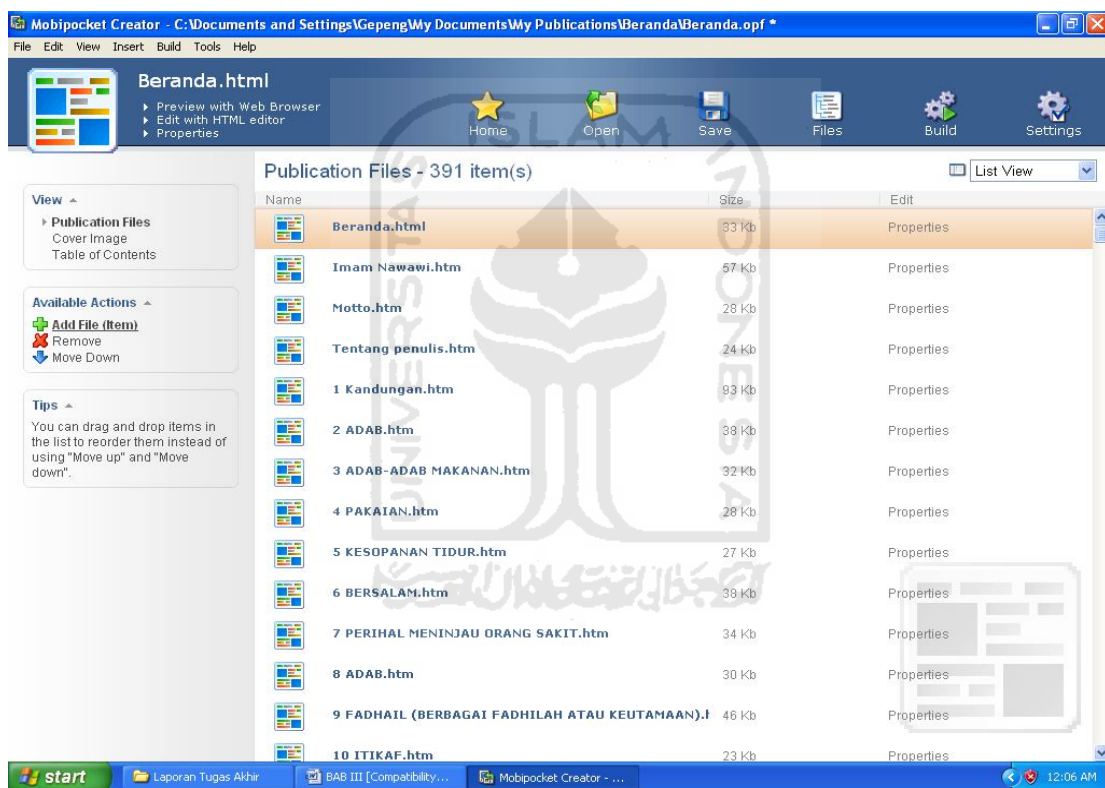 Mobipocket Creator - C:\Documents and Settings\Gepeng\My Documents\My Publications\Beranda\Beranda.opf *
File Edit View Insert Build Tools Help
Beranda.html
Preview with Web Browser
Edit with HTML editor
Properties
Home Open Save Files Build Settings
Publication Files - 391 item(s)
List View
View
Publication Files
Cover Image
Table of Contents
Available Actions
Add File (Item)
Remove
Move Down
Tips
You can drag and drop items in
the list to reorder them instead of
using "Move up" and "Move
down".
Name Size Edit
Beranda.html 33 Kb Properties
Imam Nawawi.htm 57 Kb Properties
Motto.htm 28 Kb Properties
Tentang penulis.htm 24 Kb Properties
1 Kandungan.htm 93 Kb Properties
2 ADAB.htm 38 Kb Properties
3 ADAB-ADAB MAKANAN.htm 32 Kb Properties
4 PAKAIAN.htm 28 Kb Properties
5 KESOPANAN TIDUR.htm 27 Kb Properties
6 BERSALAM.htm 38 Kb Properties
7 PERIHAL MENINJAU ORANG SAKIT.htm 34 Kb Properties
8 ADAB.htm 30 Kb Properties
9 FADHAIL (BERBAGAI FADHILAH ATAU KEUTAMAAN).h 46 Kb Properties
10 ITIKAF.htm 23 Kb Properties
UNIVERSITAS ISLAM INDONESIA
start Laporan Tugas Akhir BAB III [Compatibility... Mobipocket Creator - ... 12:06 AM